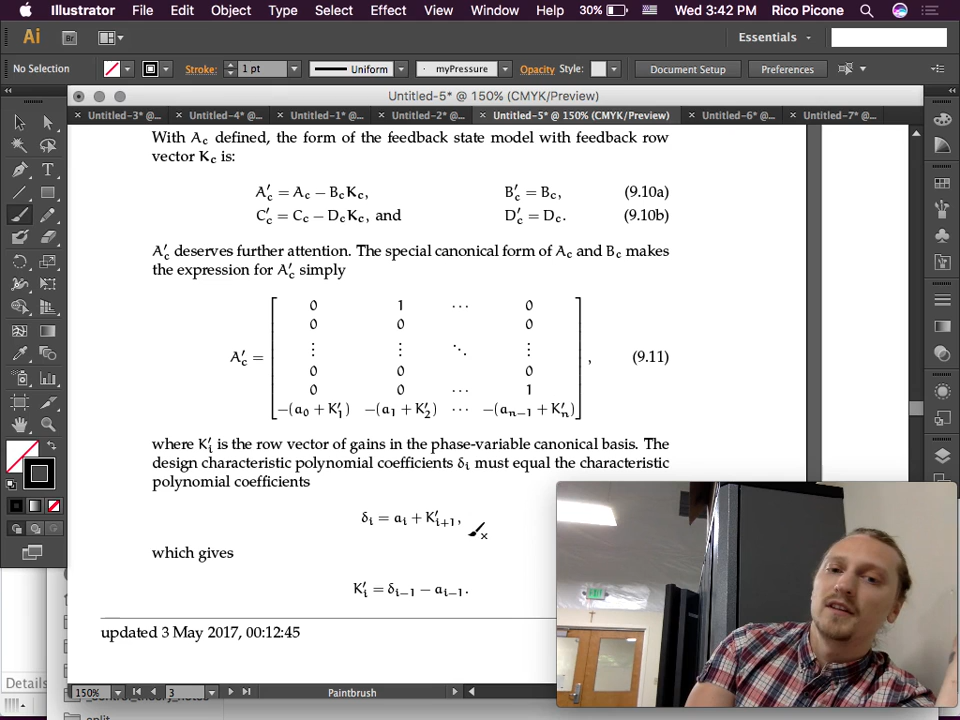 Illustrator File Edit Object Type Select Effect View Window Help 30% Wed 3:42 PM Rico Picone
Ai Br Essentials
No Selection Stroke: 1 pt Uniform myPressure Opacity Style: Document Setup Preferences
Untitled-5* @ 150% (CMYK/Preview)
Untitled-3* @... Untitled-4* @... Untitled-1* @... Untitled-2* @... Untitled-5* @ 150% (CMYK/Preview) Untitled-6* @... Untitled-7* @...
With A_c defined, the form of the feedback state model with feedback row
vector K_c is:
A′_c = A_c − B_cK_c, B′_c = B_c, (9.10a)
C′_c = C_c − D_cK_c, and D′_c = D_c. (9.10b)
A′_c deserves further attention. The special canonical form of A_c and B_c makes
the expression for A′_c simply
0 1 ⋯ 0
0 0 0
⋮ ⋮ ⋱ ⋮
A′_c = , (9.11)
0 0 0
0 0 ⋯ 1
−(a_0 + K′_1) −(a_1 + K′_2) ⋯ −(a_{n−1} + K′_n)
where K′_i is the row vector of gains in the phase-variable canonical basis. The
design characteristic polynomial coefficients δ_i must equal the characteristic
polynomial coefficients
δ_i = a_i + K′_{i+1},
which gives
K′_i = δ_{i−1} − a_{i−1}.
updated 3 May 2017, 00:12:45
EXIT
Details
150% 3 Paintbrush